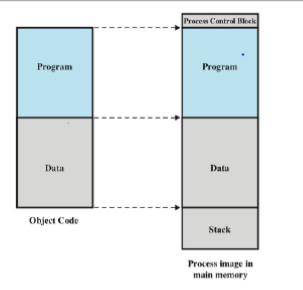 Process Control Block
Program
Program
Data
Data
Object Code
Stack
Process image in
main memory